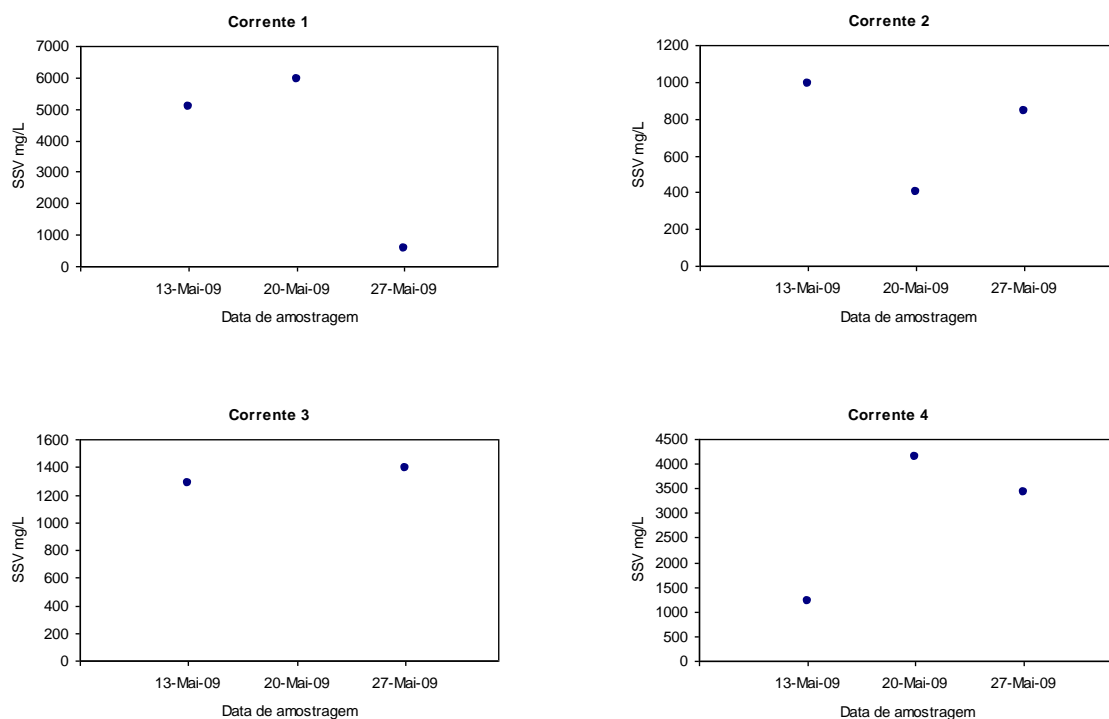 Corrente 1
7000
6000
5000
4000
3000
2000
1000
0
SSV mg/L
13-Mai-09 20-Mai-09 27-Mai-09
Data de amostragem
Corrente 2
1200
1000
800
600
400
200
0
SSV mg/L
13-Mai-09 20-Mai-09 27-Mai-09
Data de amostragem
Corrente 3
1600
1400
1200
1000
800
600
400
200
0
SSV mg/L
13-Mai-09 20-Mai-09 27-Mai-09
Data de amostragem
Corrente 4
4500
4000
3500
3000
2500
2000
1500
1000
500
0
SSV mg/L
13-Mai-09 20-Mai-09 27-Mai-09
Data de amostragem